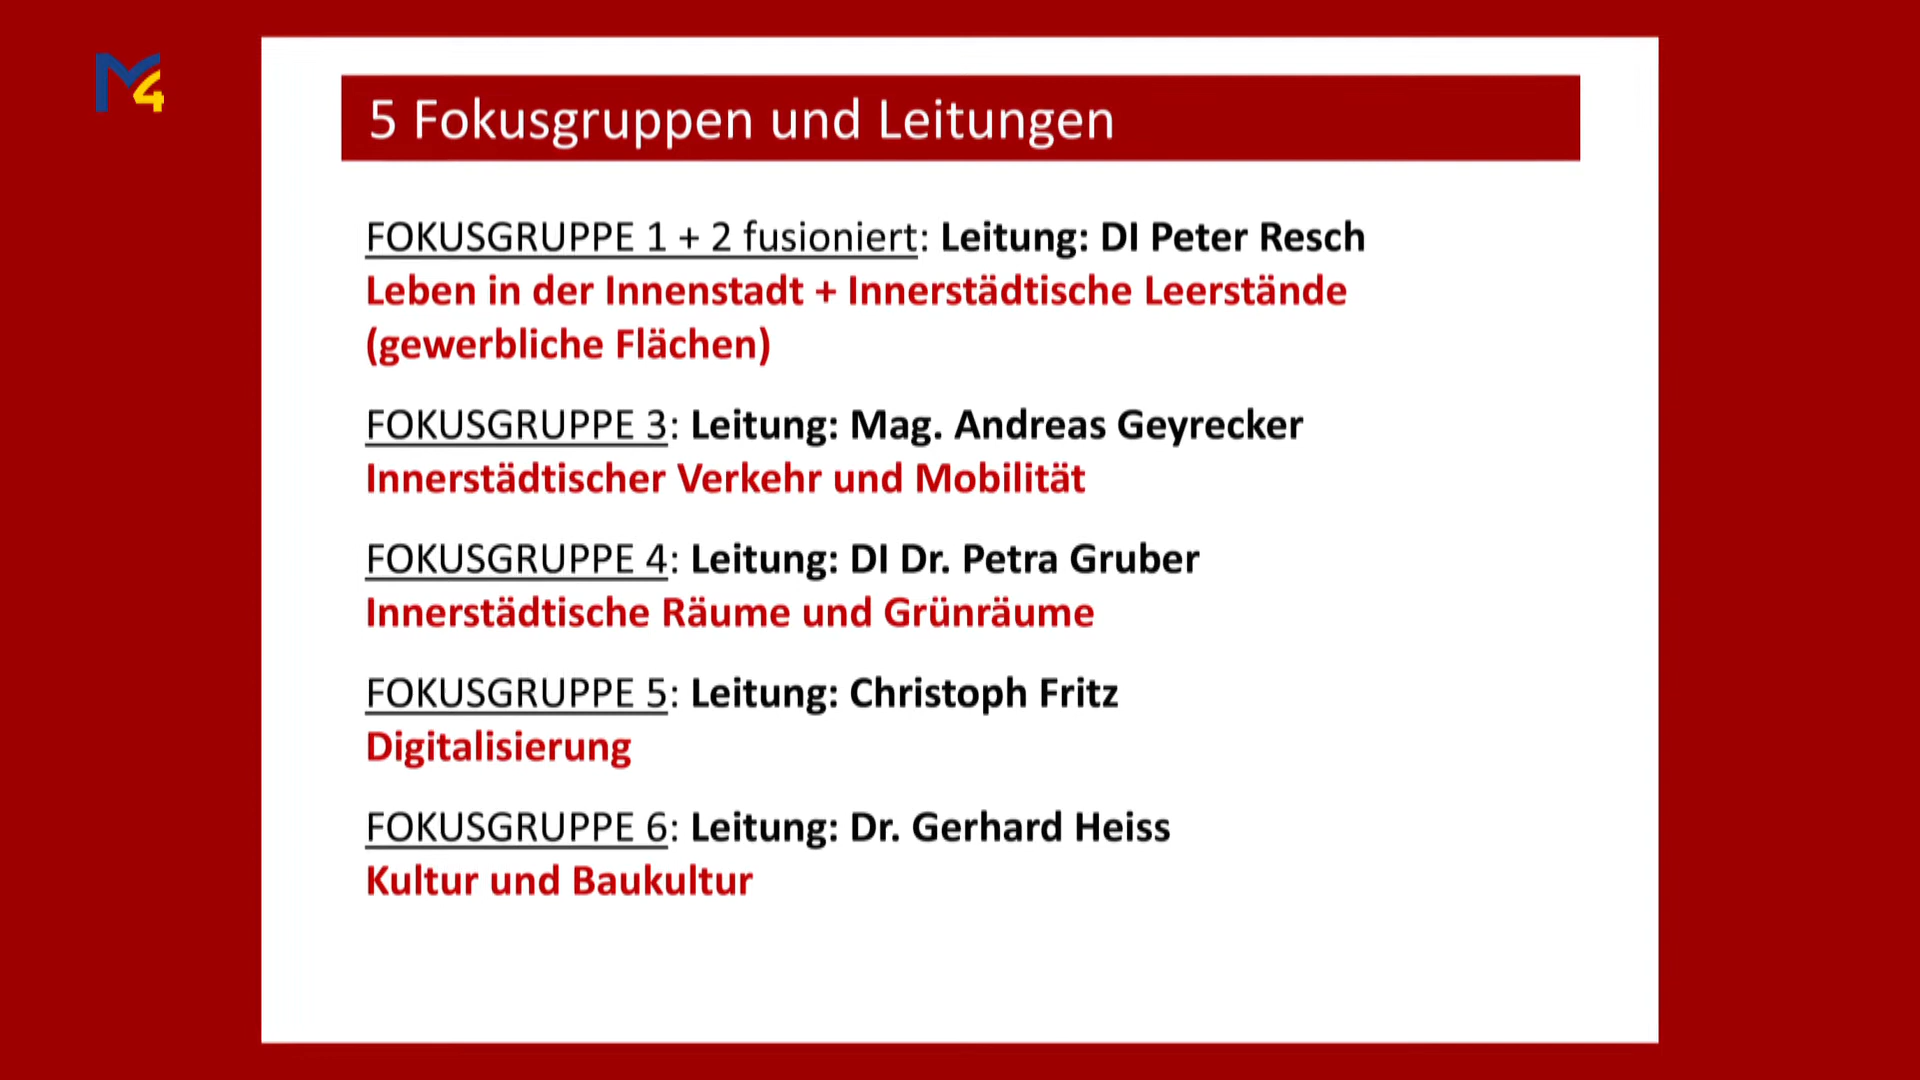 M4
5 Fokusgruppen und Leitungen
FOKUSGRUPPE 1 + 2 fusioniert: Leitung: DI Peter Resch
Leben in der Innenstadt + Innerstädtische Leerstände
(gewerbliche Flächen)
FOKUSGRUPPE 3: Leitung: Mag. Andreas Geyrecker
Innerstädtischer Verkehr und Mobilität
FOKUSGRUPPE 4: Leitung: DI Dr. Petra Gruber
Innerstädtische Räume und Grünräume
FOKUSGRUPPE 5: Leitung: Christoph Fritz
Digitalisierung
FOKUSGRUPPE 6: Leitung: Dr. Gerhard Heiss
Kultur und Baukultur